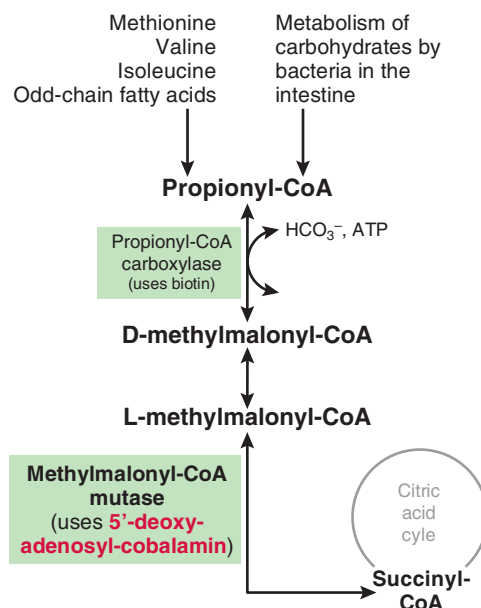 Methionine
Valine
Isoleucine
Odd-chain fatty acids
Metabolism of
carbohydrates by
bacteria in the
intestine
Propionyl-CoA
Propionyl-CoA
carboxylase
(uses biotin)
HCO₃⁻, ATP
D-methylmalonyl-CoA
L-methylmalonyl-CoA
Methylmalonyl-CoA
mutase
(uses 5’-deoxy-
adenosyl-cobalamin)
Citric
acid
cyle
Succinyl-
CoA